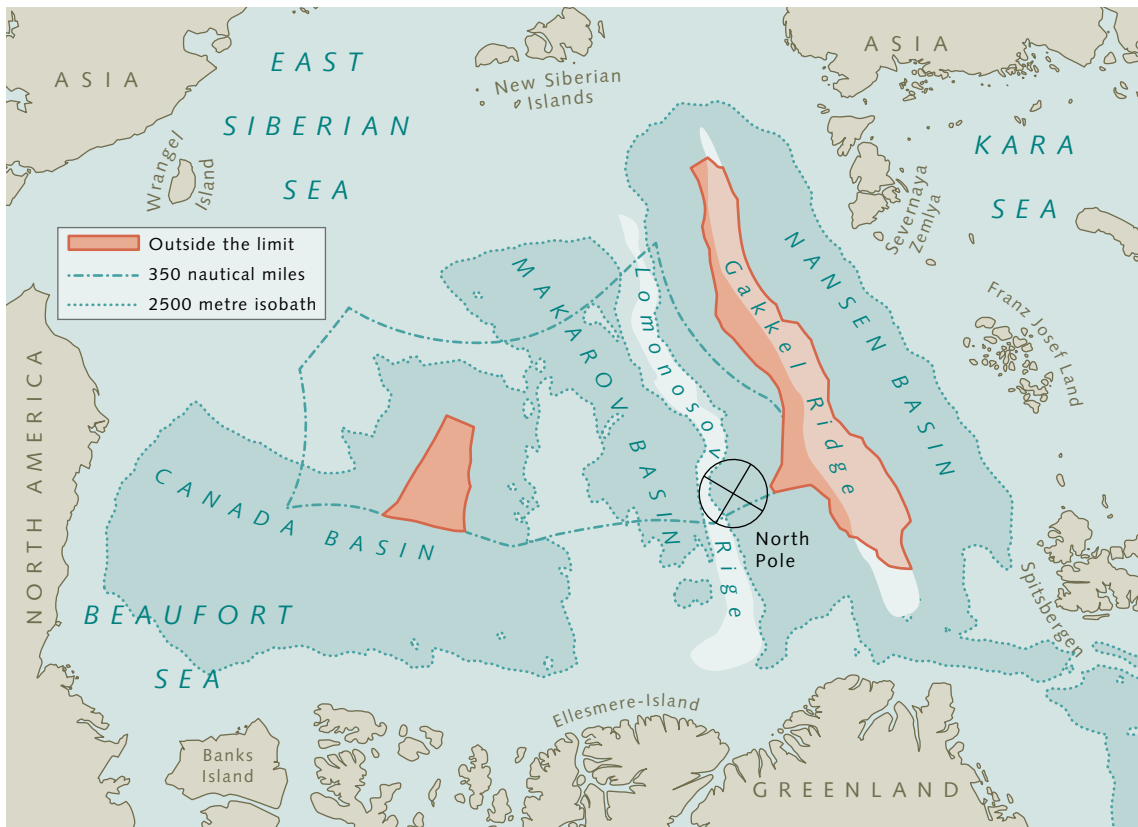 ASIA
EAST
SIBERIAN
SEA
New Siberian
Islands
ASIA
KARA
SEA
Wrangel
Island
Severnaya
Zemlya
Outside the limit
350 nautical miles
2500 metre isobath
MAKAROV BASIN
Lomonosov Rige
Gakkel Ridge
NANSEN BASIN
Franz Josef Land
NORTH AMERICA
CANADA BASIN
North
Pole
BEAUFORT
SEA
Spitsbergen
Ellesmere-Island
Banks
Island
GREENLAND